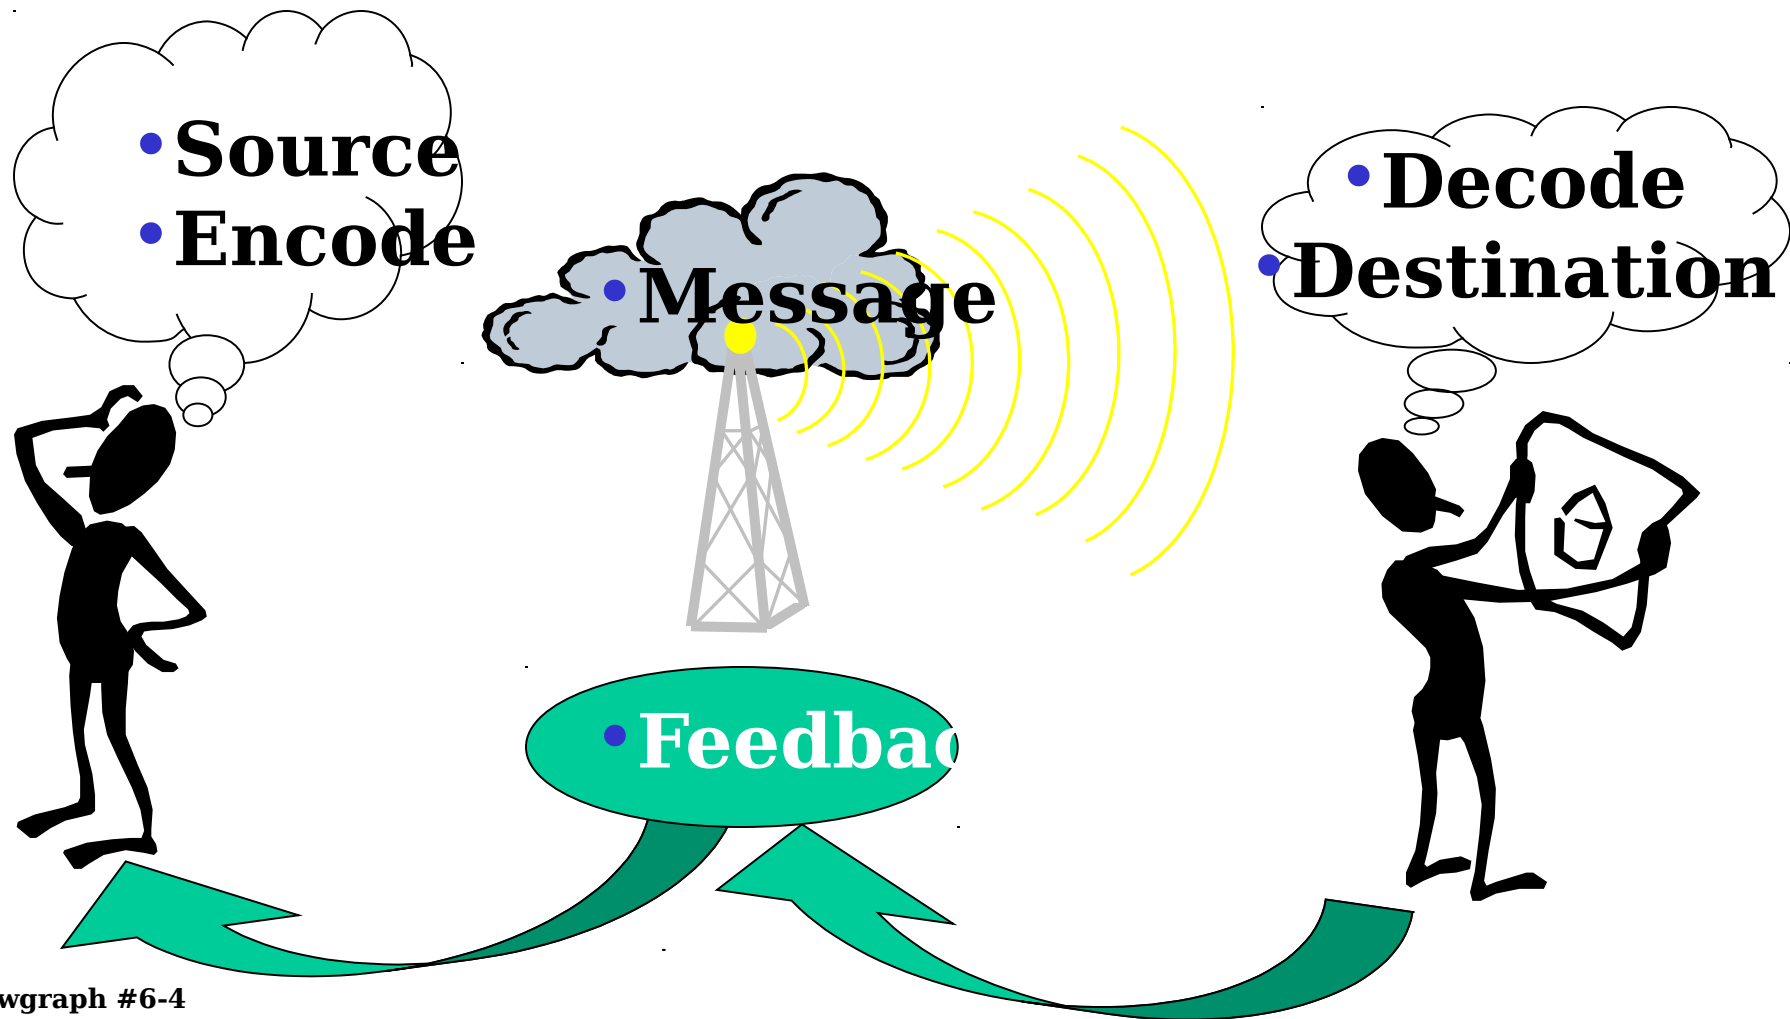 • Source
• Encode
• Message
• Decode
• Destination
• Feedbac
wgraph #6-4